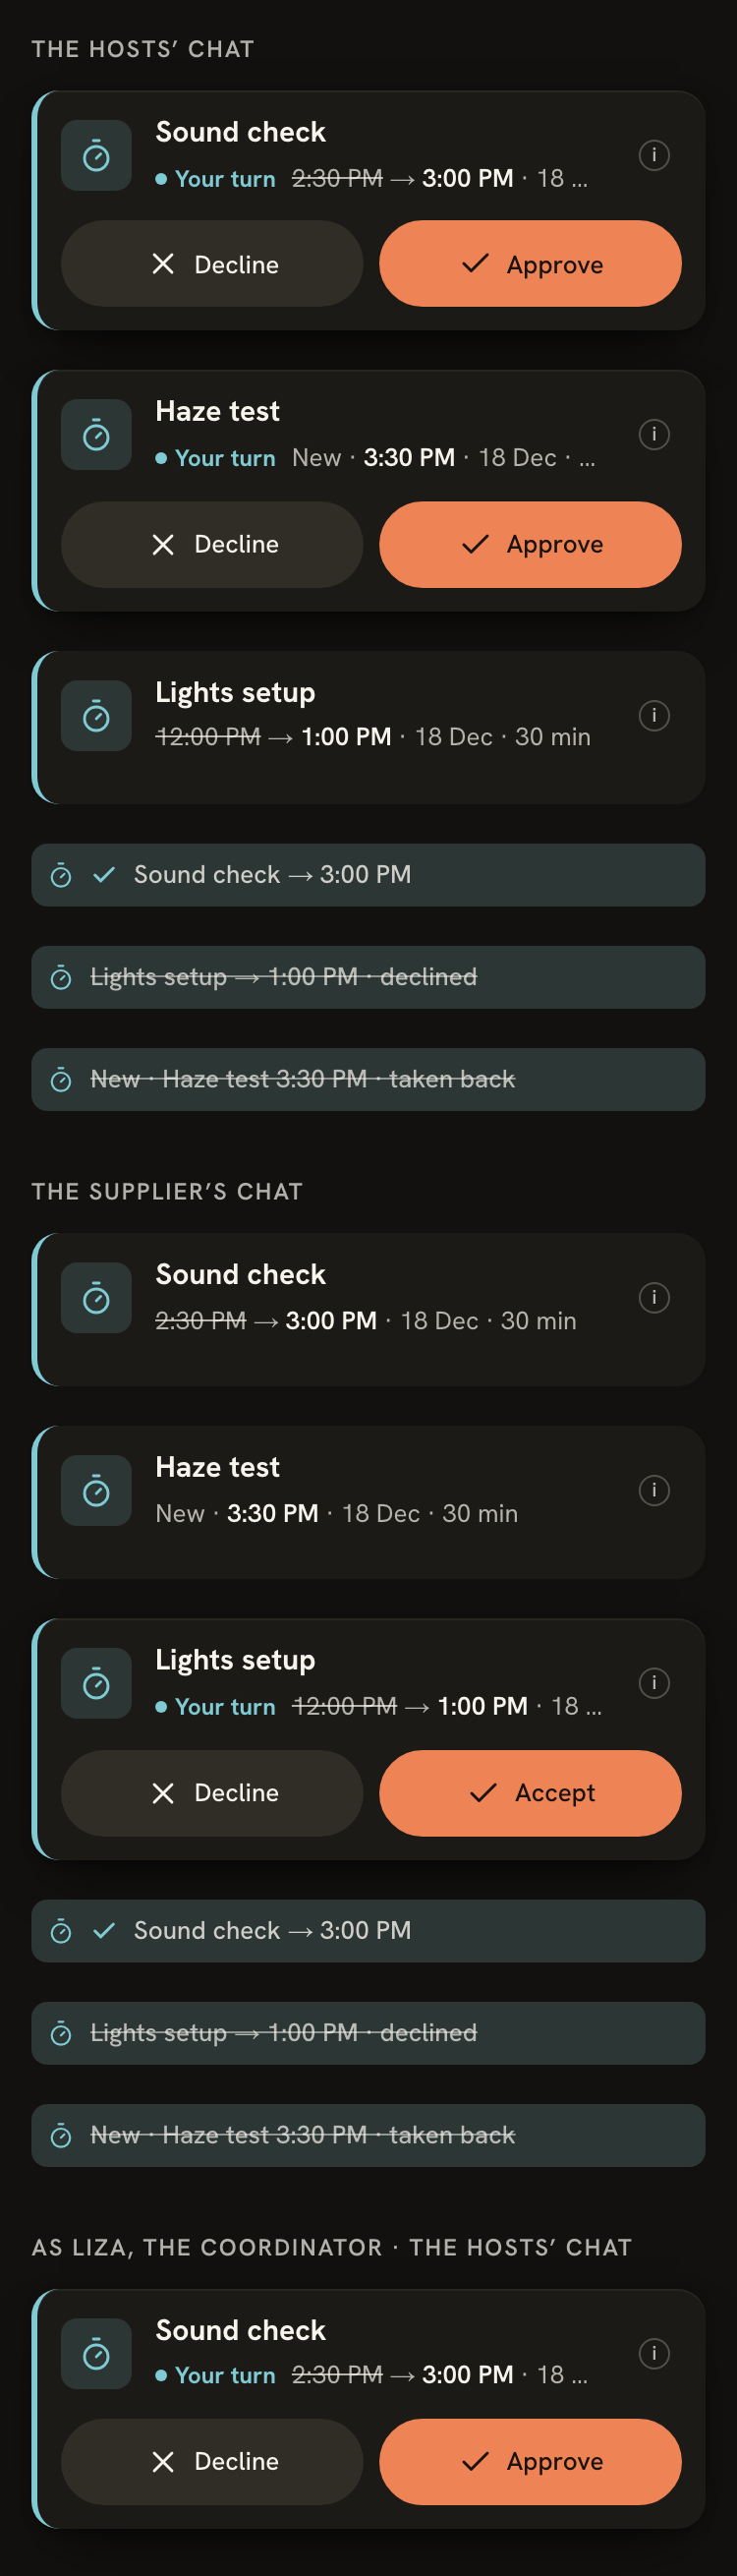 THE HOSTS’ CHAT
Sound check
Your turn 2:30 PM → 3:00 PM · 18 ...
i
Decline
Approve
Haze test
Your turn New · 3:30 PM · 18 Dec · ...
i
Decline
Approve
Lights setup
12:00 PM → 1:00 PM · 18 Dec · 30 min
i
Sound check → 3:00 PM
Lights setup → 1:00 PM · declined
New · Haze test 3:30 PM · taken back
THE SUPPLIER’S CHAT
Sound check
2:30 PM → 3:00 PM · 18 Dec · 30 min
i
Haze test
New · 3:30 PM · 18 Dec · 30 min
i
Lights setup
Your turn 12:00 PM → 1:00 PM · 18 ...
i
Decline
Accept
Sound check → 3:00 PM
Lights setup → 1:00 PM · declined
New · Haze test 3:30 PM · taken back
AS LIZA, THE COORDINATOR · THE HOSTS’ CHAT
Sound check
Your turn 2:30 PM → 3:00 PM · 18 ...
i
Decline
Approve